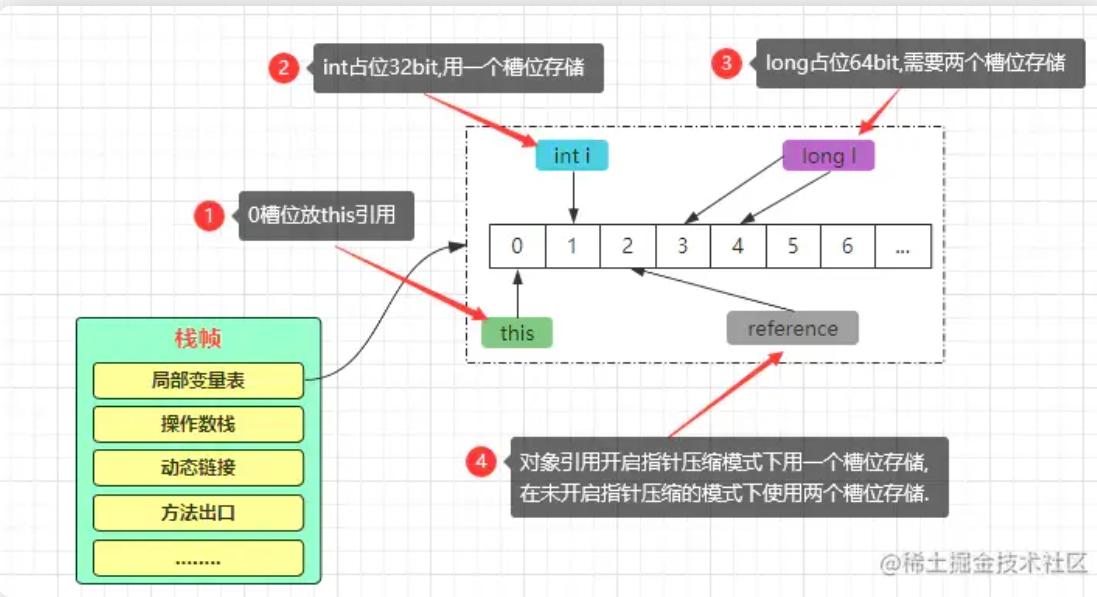 2
int占位32bit,用一个槽位存储
3
long占位64bit,需要两个槽位存储
int i
long l
1
0槽位放this引用
0 1 2 3 4 5 6 ...
this
reference
栈帧
局部变量表
操作数栈
动态链接
方法出口
........
4
对象引用开启指针压缩模式下用一个槽位存储,
在未开启指针压缩的模式下使用两个槽位存储.
@稀土掘金技术社区